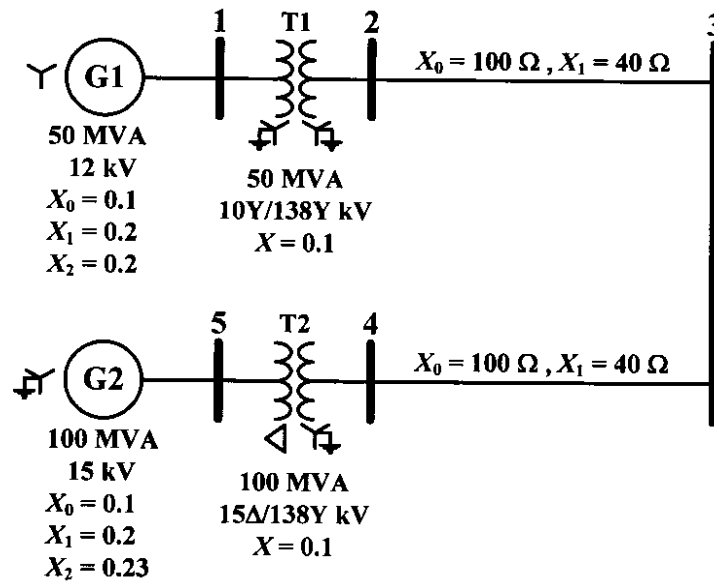 1
T1
2
3
G1
X₀ = 100 Ω , X₁ = 40 Ω
50 MVA
12 kV
X₀ = 0.1
X₁ = 0.2
X₂ = 0.2
50 MVA
10Y/138Y kV
X = 0.1
5
T2
4
G2
X₀ = 100 Ω , X₁ = 40 Ω
100 MVA
15 kV
X₀ = 0.1
X₁ = 0.2
X₂ = 0.23
100 MVA
15Δ/138Y kV
X = 0.1